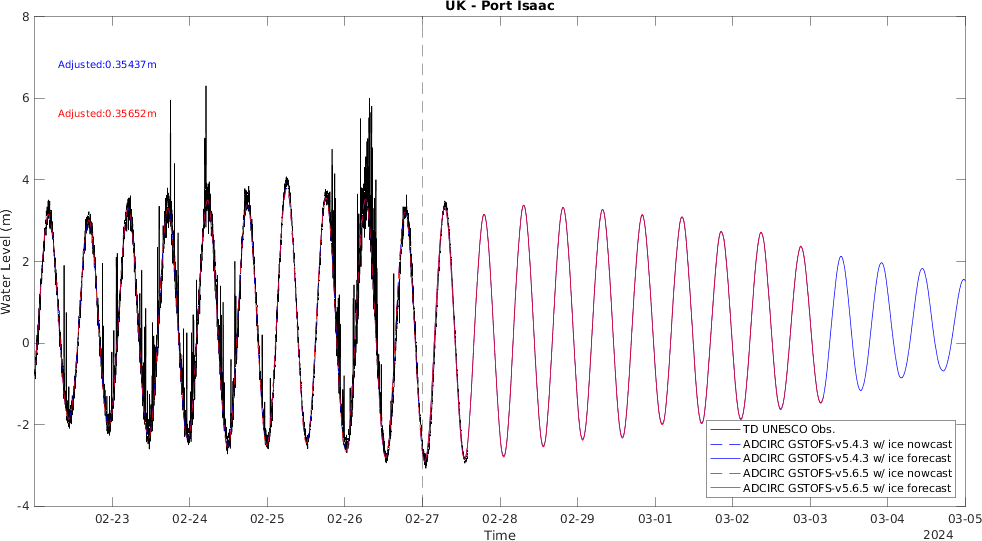 UK - Port Isaac
8
Adjusted:0.35437m
6
Adjusted:0.35652m
4
2
0
-2
-4
Water Level (m)
TD UNESCO Obs.
ADCIRC GSTOFS-v5.4.3 w/ ice nowcast
ADCIRC GSTOFS-v5.4.3 w/ ice forecast
ADCIRC GSTOFS-v5.6.5 w/ ice nowcast
ADCIRC GSTOFS-v5.6.5 w/ ice forecast
02-23 02-24 02-25 02-26 02-27 02-28 02-29 03-01 03-02 03-03 03-04 03-05
Time
2024